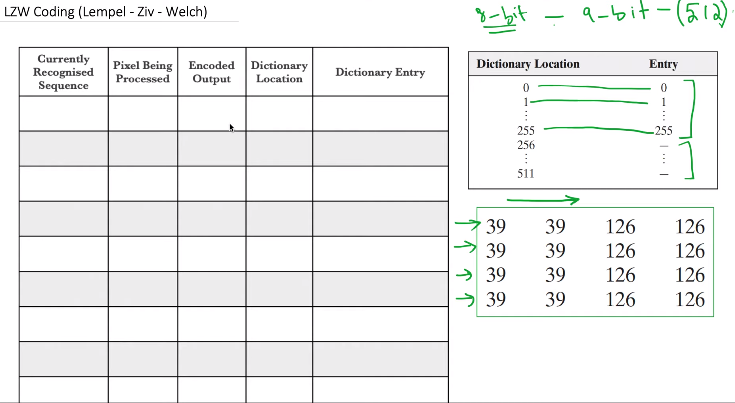 LZW Coding (Lempel - Ziv - Welch)
8-bit - 9-bit - (512)
Currently Recognised Sequence
Pixel Being Processed
Encoded Output
Dictionary Location
Dictionary Entry
Dictionary Location Entry
0 0
1 1
⋮ ⋮
255 255
256 —
⋮ ⋮
511 —
39 39 126 126
39 39 126 126
39 39 126 126
39 39 126 126